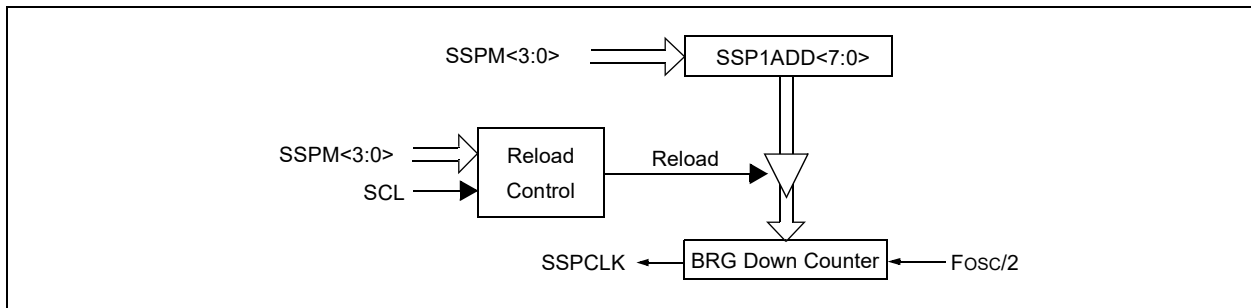 SSPM<3:0>
SSP1ADD<7:0>
SSPM<3:0>
SCL
Reload
Control
Reload
SSPCLK
BRG Down Counter
FOSC/2